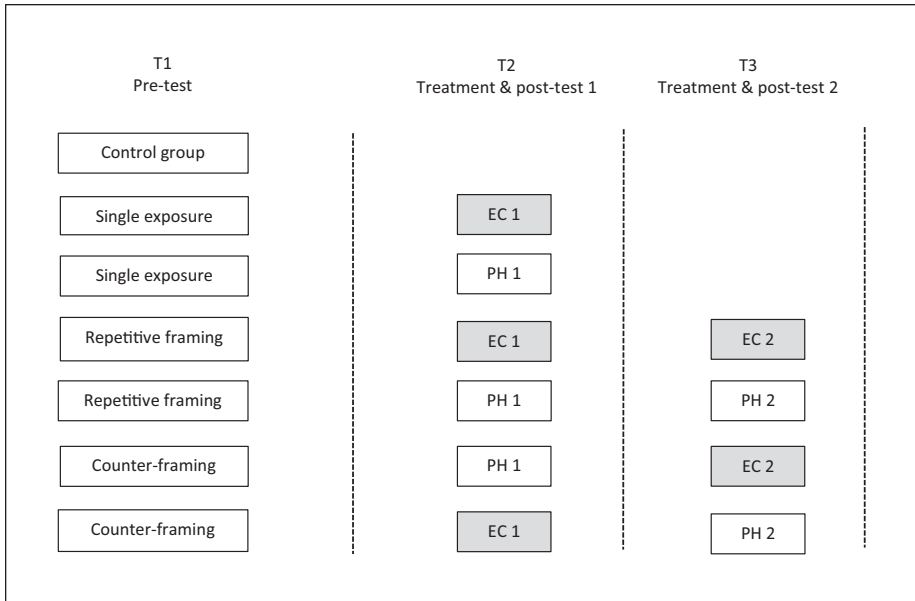 T1
Pre-test
T2
Treatment & post-test 1
T3
Treatment & post-test 2
Control group
Single exposure
EC 1
Single exposure
PH 1
Repetitive framing
EC 1
EC 2
Repetitive framing
PH 1
PH 2
Counter-framing
PH 1
EC 2
Counter-framing
EC 1
PH 2